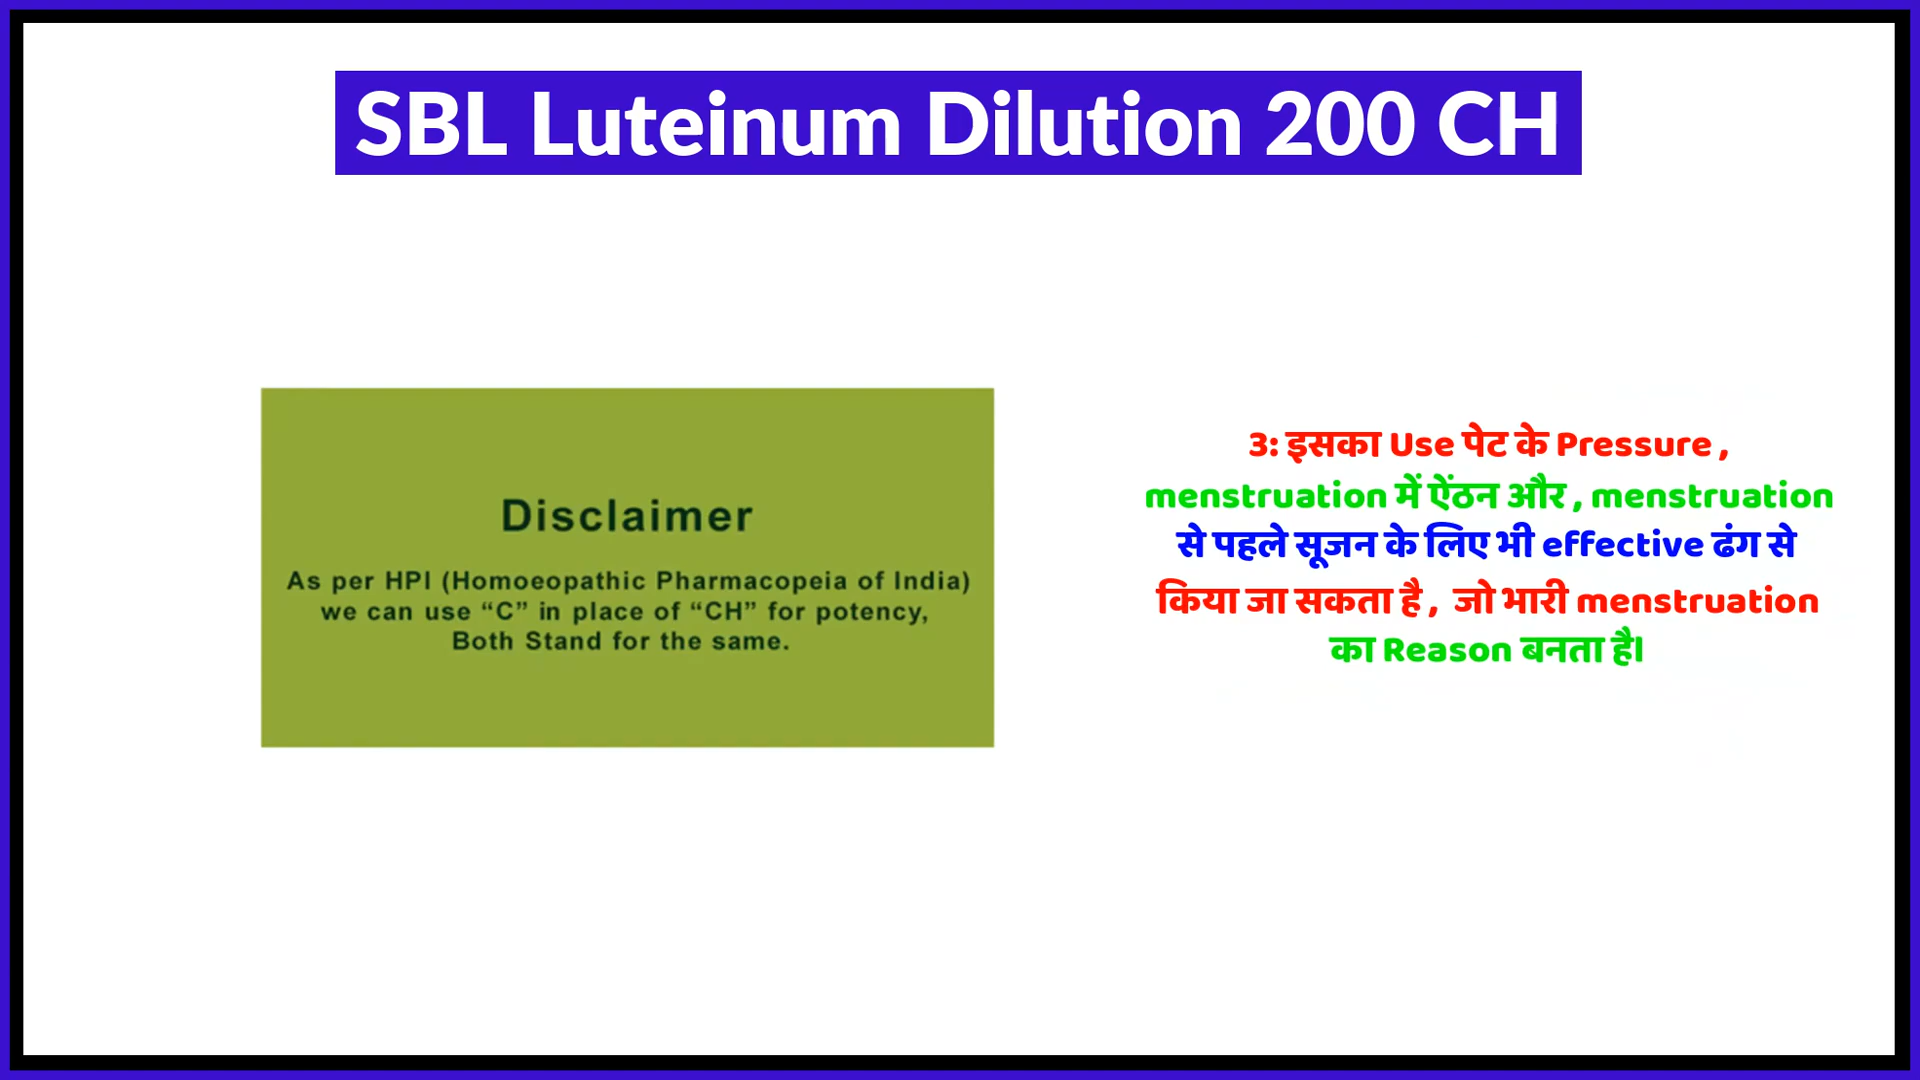 SBL Luteinum Dilution 200 CH
Disclaimer
As per HPI (Homoeopathic Pharmacopeia of India)
we can use “C” in place of “CH” for potency,
Both Stand for the same.
3: इसका Use पेट के Pressure ,
menstruation में ऐंठन और , menstruation
से पहले सूजन के लिए भी effective ढंग से
किया जा सकता है , जो भारी menstruation
का Reason बनता है।